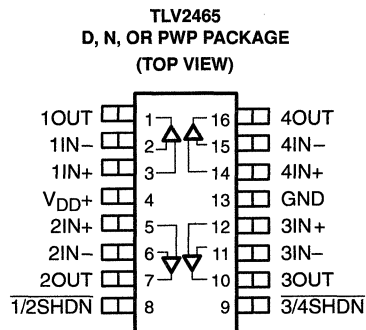 TLV2465
D, N, OR PWP PACKAGE
(TOP VIEW)
1OUT 1 16 4OUT
1IN− 2 15 4IN−
1IN+ 3 14 4IN+
VDD+ 4 13 GND
2IN+ 5 12 3IN+
2IN− 6 11 3IN−
2OUT 7 10 3OUT
1/2SHDN 8 9 3/4SHDN